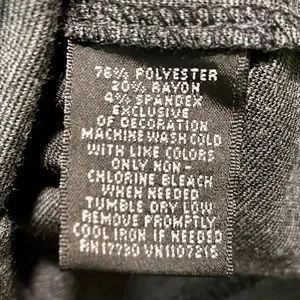 76% POLYESTER
20% RAYON
4% SPANDEX
EXCLUSIVE
OF DECORATION
MACHINE WASH COLD
WITH LIKE COLORS
ONLY NON-
CHLORINE BLEACH
WHEN NEEDED
TUMBLE DRY LOW
REMOVE PROMPTLY
COOL IRON IF NEEDED
RN17730 VN1107215